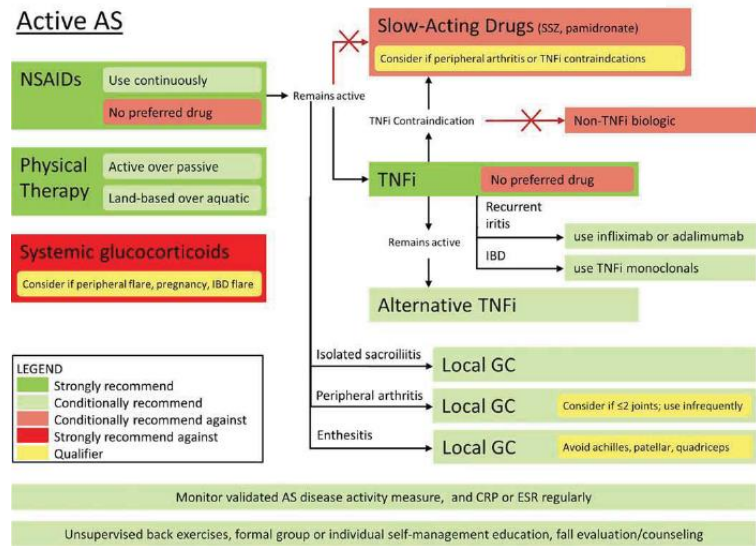 Active AS
NSAIDs
Use continuously
No preferred drug
Physical
Therapy
Active over passive
Land-based over aquatic
Systemic glucocorticoids
Consider if peripheral flare, pregnancy, IBD flare
LEGEND
Strongly recommend
Conditionally recommend
Conditionally recommend against
Strongly recommend against
Qualifier
Remains active
Slow-Acting Drugs (SSZ, pamidronate)
Consider if peripheral arthritis or TNFi contraindcations
TNFi Contraindication
Non-TNFi biologic
TNFi
No preferred drug
Recurrent
iritis
use infliximab or adalimumab
Remains active
IBD
use TNFi monoclonals
Alternative TNFi
Isolated sacroiliitis
Local GC
Peripheral arthritis
Local GC
Consider if ≤2 joints; use infrequently
Enthesitis
Local GC
Avoid achilles, patellar, quadriceps
Monitor validated AS disease activity measure, and CRP or ESR regularly
Unsupervised back exercises, formal group or individual self-management education, fall evaluation/counseling